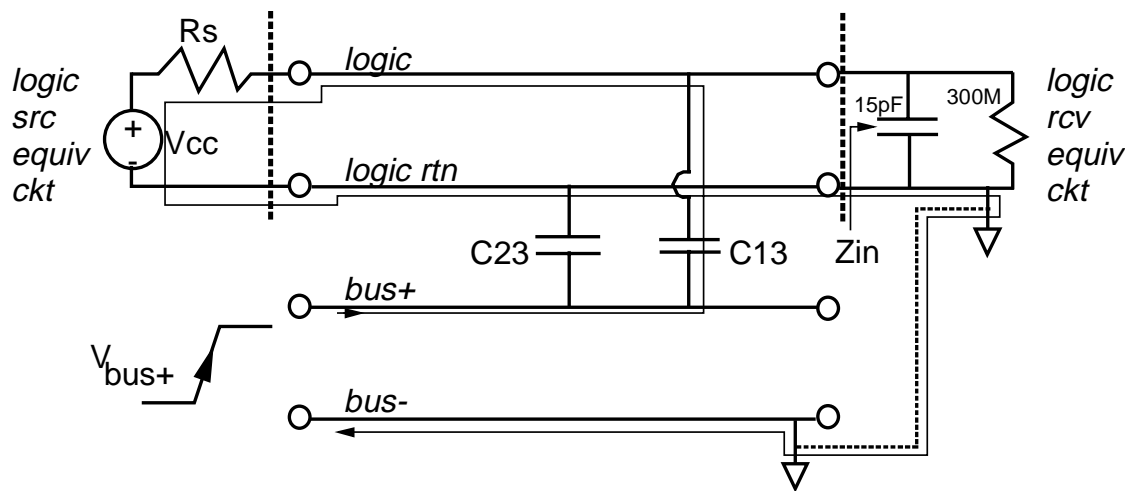 Rs
logic
src
equiv
ckt
+
-
Vcc
logic
logic rtn
15pF
300M
logic
rcv
equiv
ckt
C23
C13
Zin
bus+
Vbus+
bus-